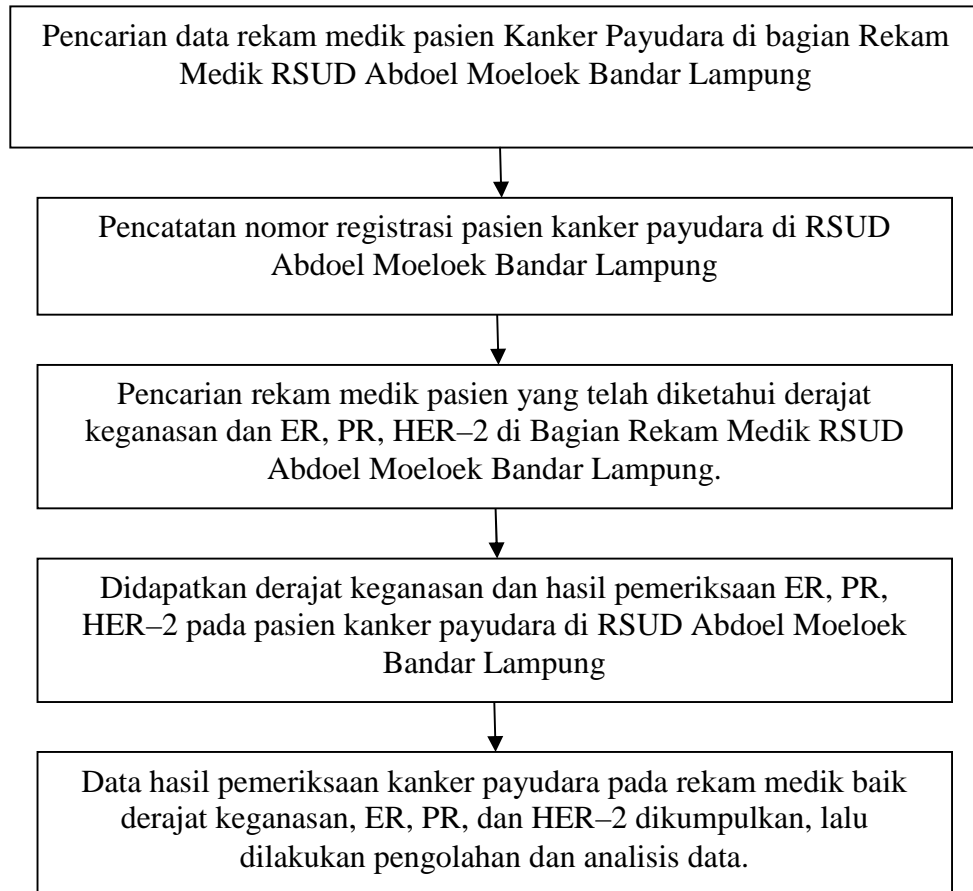 Pencarian data rekam medik pasien Kanker Payudara di bagian Rekam
Medik RSUD Abdoel Moeloek Bandar Lampung
Pencatatan nomor registrasi pasien kanker payudara di RSUD
Abdoel Moeloek Bandar Lampung
Pencarian rekam medik pasien yang telah diketahui derajat
keganasan dan ER, PR, HER–2 di Bagian Rekam Medik RSUD
Abdoel Moeloek Bandar Lampung.
Didapatkan derajat keganasan dan hasil pemeriksaan ER, PR,
HER–2 pada pasien kanker payudara di RSUD Abdoel Moeloek
Bandar Lampung
Data hasil pemeriksaan kanker payudara pada rekam medik baik
derajat keganasan, ER, PR, dan HER–2 dikumpulkan, lalu
dilakukan pengolahan dan analisis data.